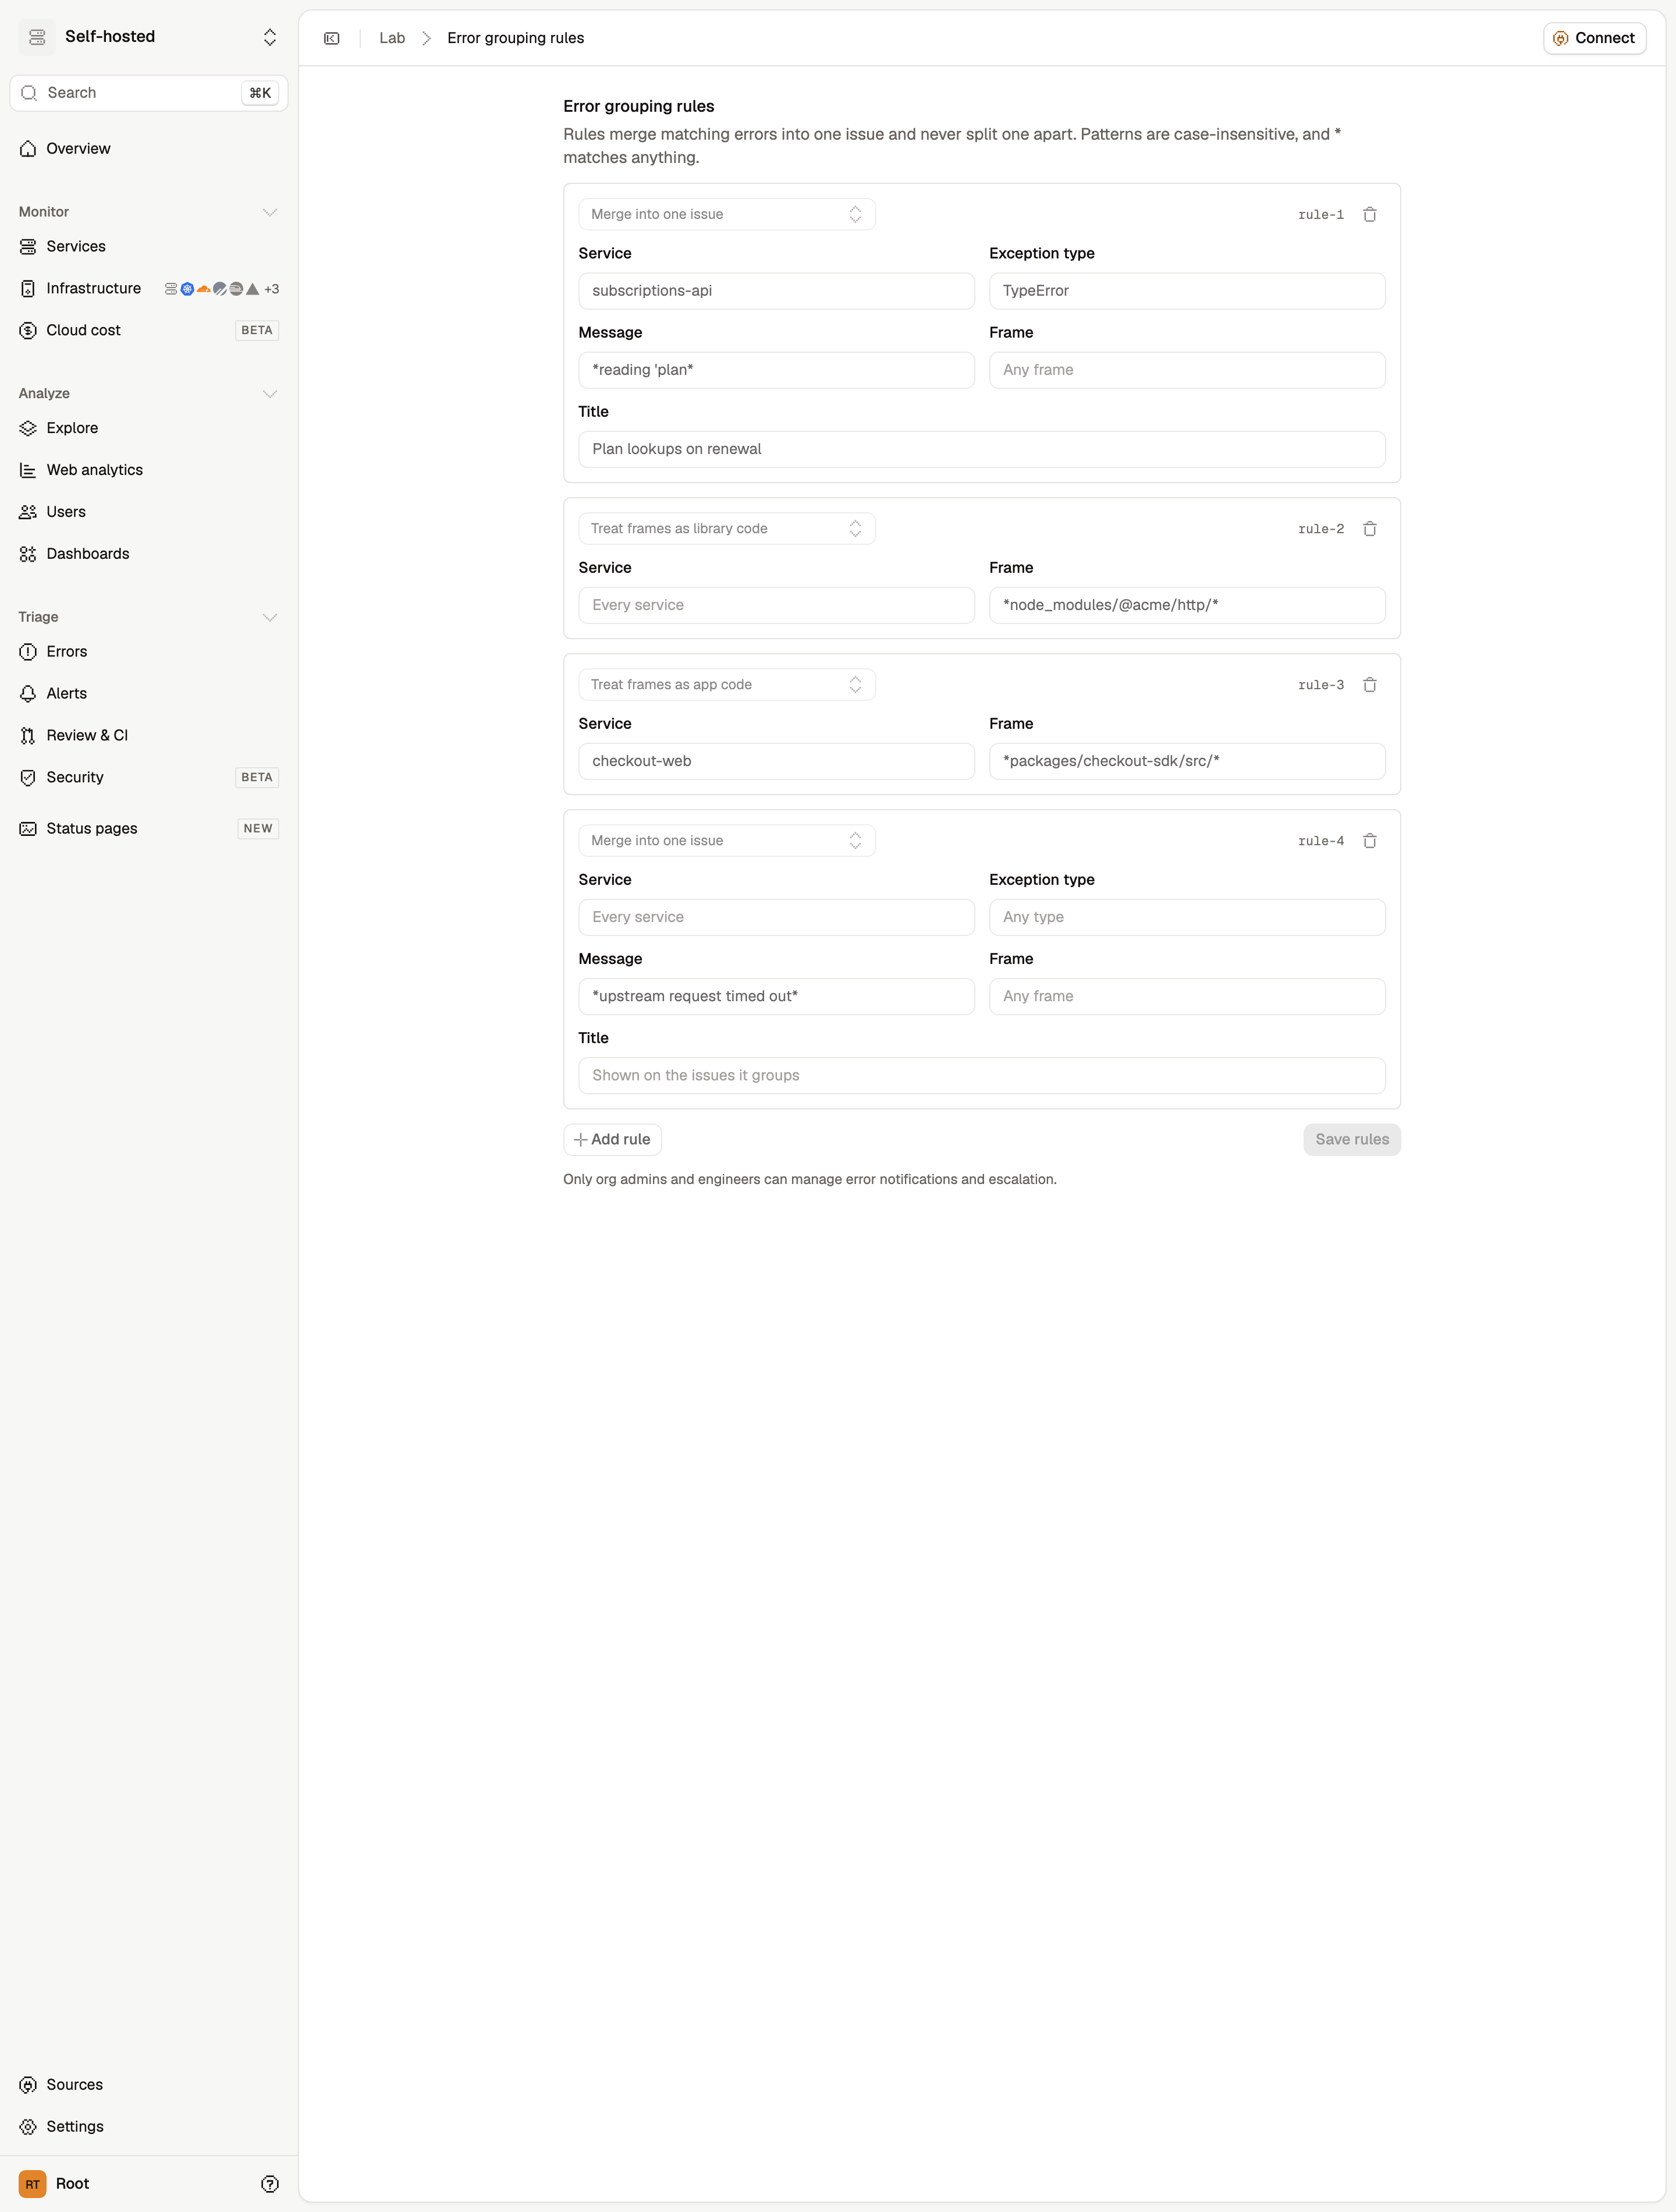 Self-hosted
Search ⌘K
Overview
Monitor
Services
Infrastructure +3
Cloud cost BETA
Analyze
Explore
Web analytics
Users
Dashboards
Triage
Errors
Alerts
Review & CI
Security BETA
Status pages NEW
Sources
Settings
RT Root
Lab Error grouping rules
Connect
Error grouping rules
Rules merge matching errors into one issue and never split one apart. Patterns are case-insensitive, and *
matches anything.
Merge into one issue rule-1
Service Exception type
subscriptions-api TypeError
Message Frame
*reading 'plan* Any frame
Title
Plan lookups on renewal
Treat frames as library code rule-2
Service Frame
Every service *node_modules/@acme/http/*
Treat frames as app code rule-3
Service Frame
checkout-web *packages/checkout-sdk/src/*
Merge into one issue rule-4
Service Exception type
Every service Any type
Message Frame
*upstream request timed out* Any frame
Title
Shown on the issues it groups
Add rule Save rules
Only org admins and engineers can manage error notifications and escalation.